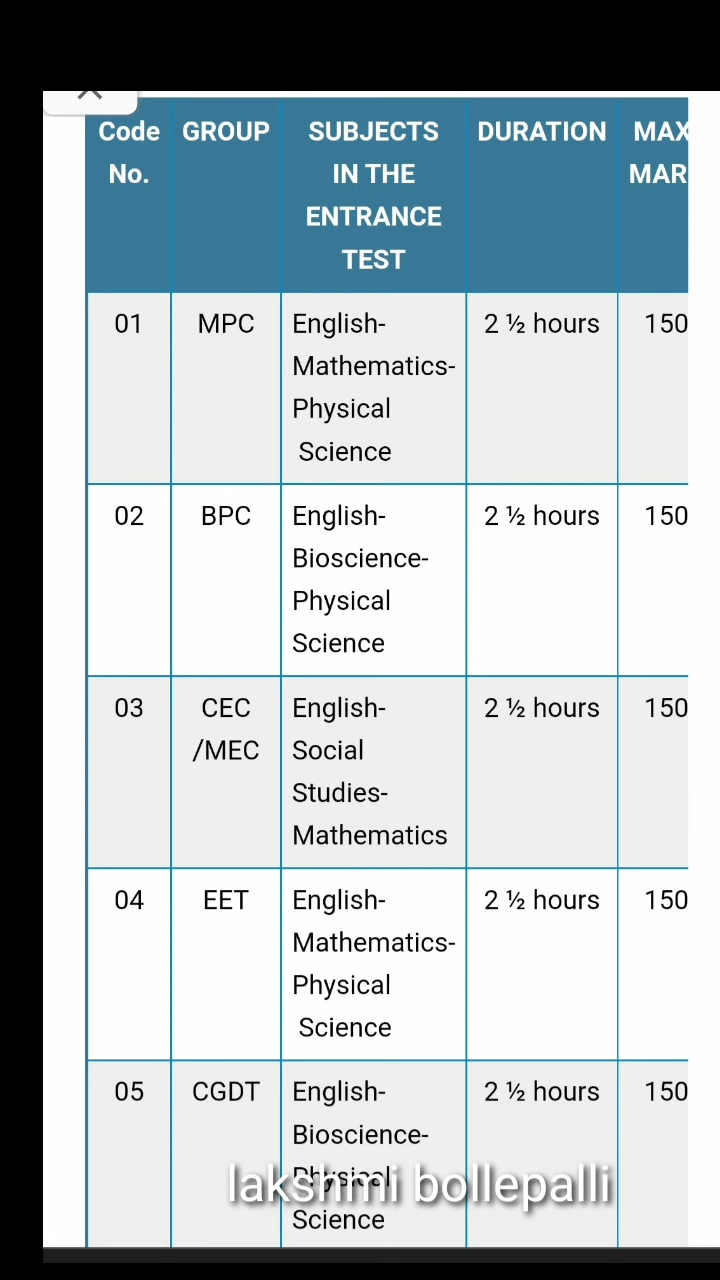 Code No.
GROUP
SUBJECTS IN THE ENTRANCE TEST
DURATION
MAX MAR
01
MPC
English-
Mathematics-
Physical
Science
2 ½ hours
150
02
BPC
English-
Bioscience-
Physical
Science
2 ½ hours
150
03
CEC
/MEC
English-
Social
Studies-
Mathematics
2 ½ hours
150
04
EET
English-
Mathematics-
Physical
Science
2 ½ hours
150
05
CGDT
English-
Bioscience-
Physical
Science
2 ½ hours
150
lakshmi bollepalli